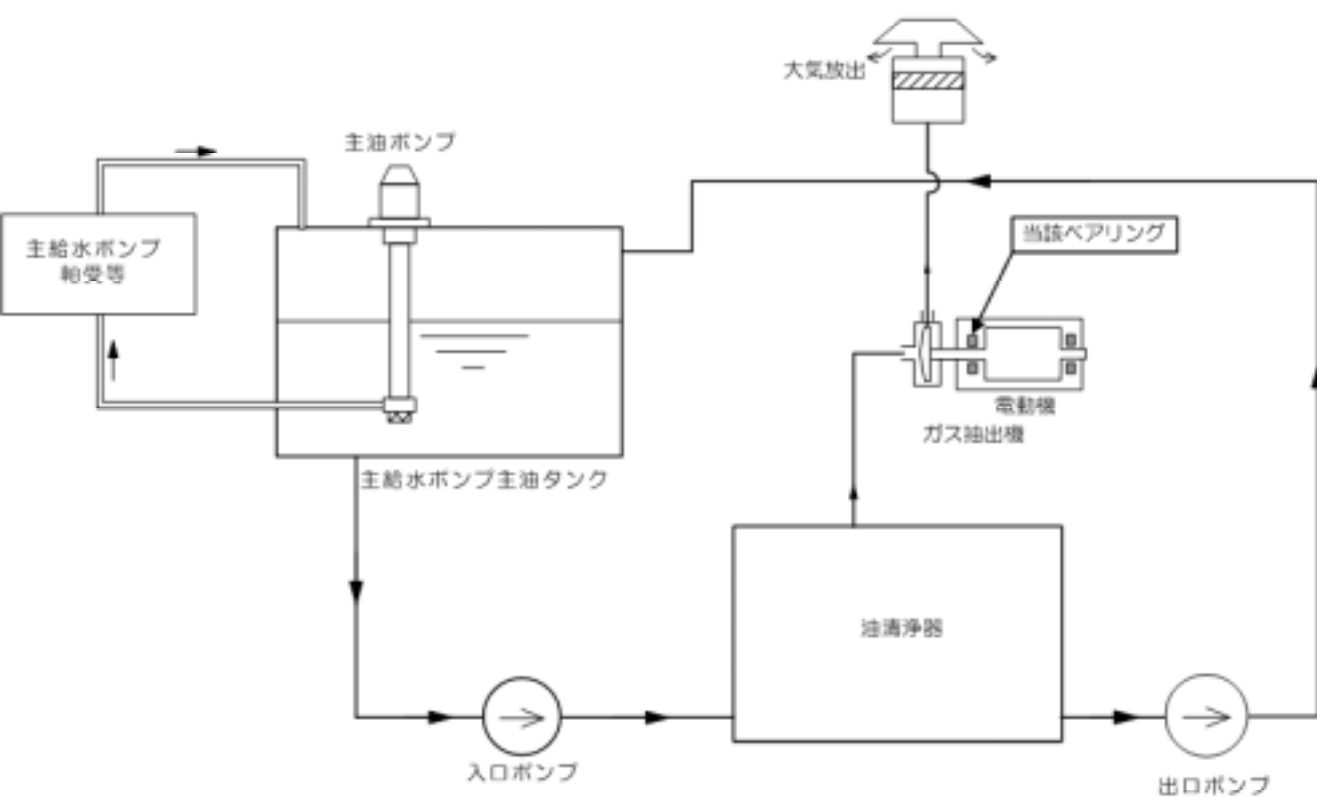 大気放出
主油ポンプ
主給水ポンプ
軸受等
当該ベアリング
電動機
ガス抽出機
主給水ポンプ主油タンク
油清浄器
入口ポンプ
出口ポンプ